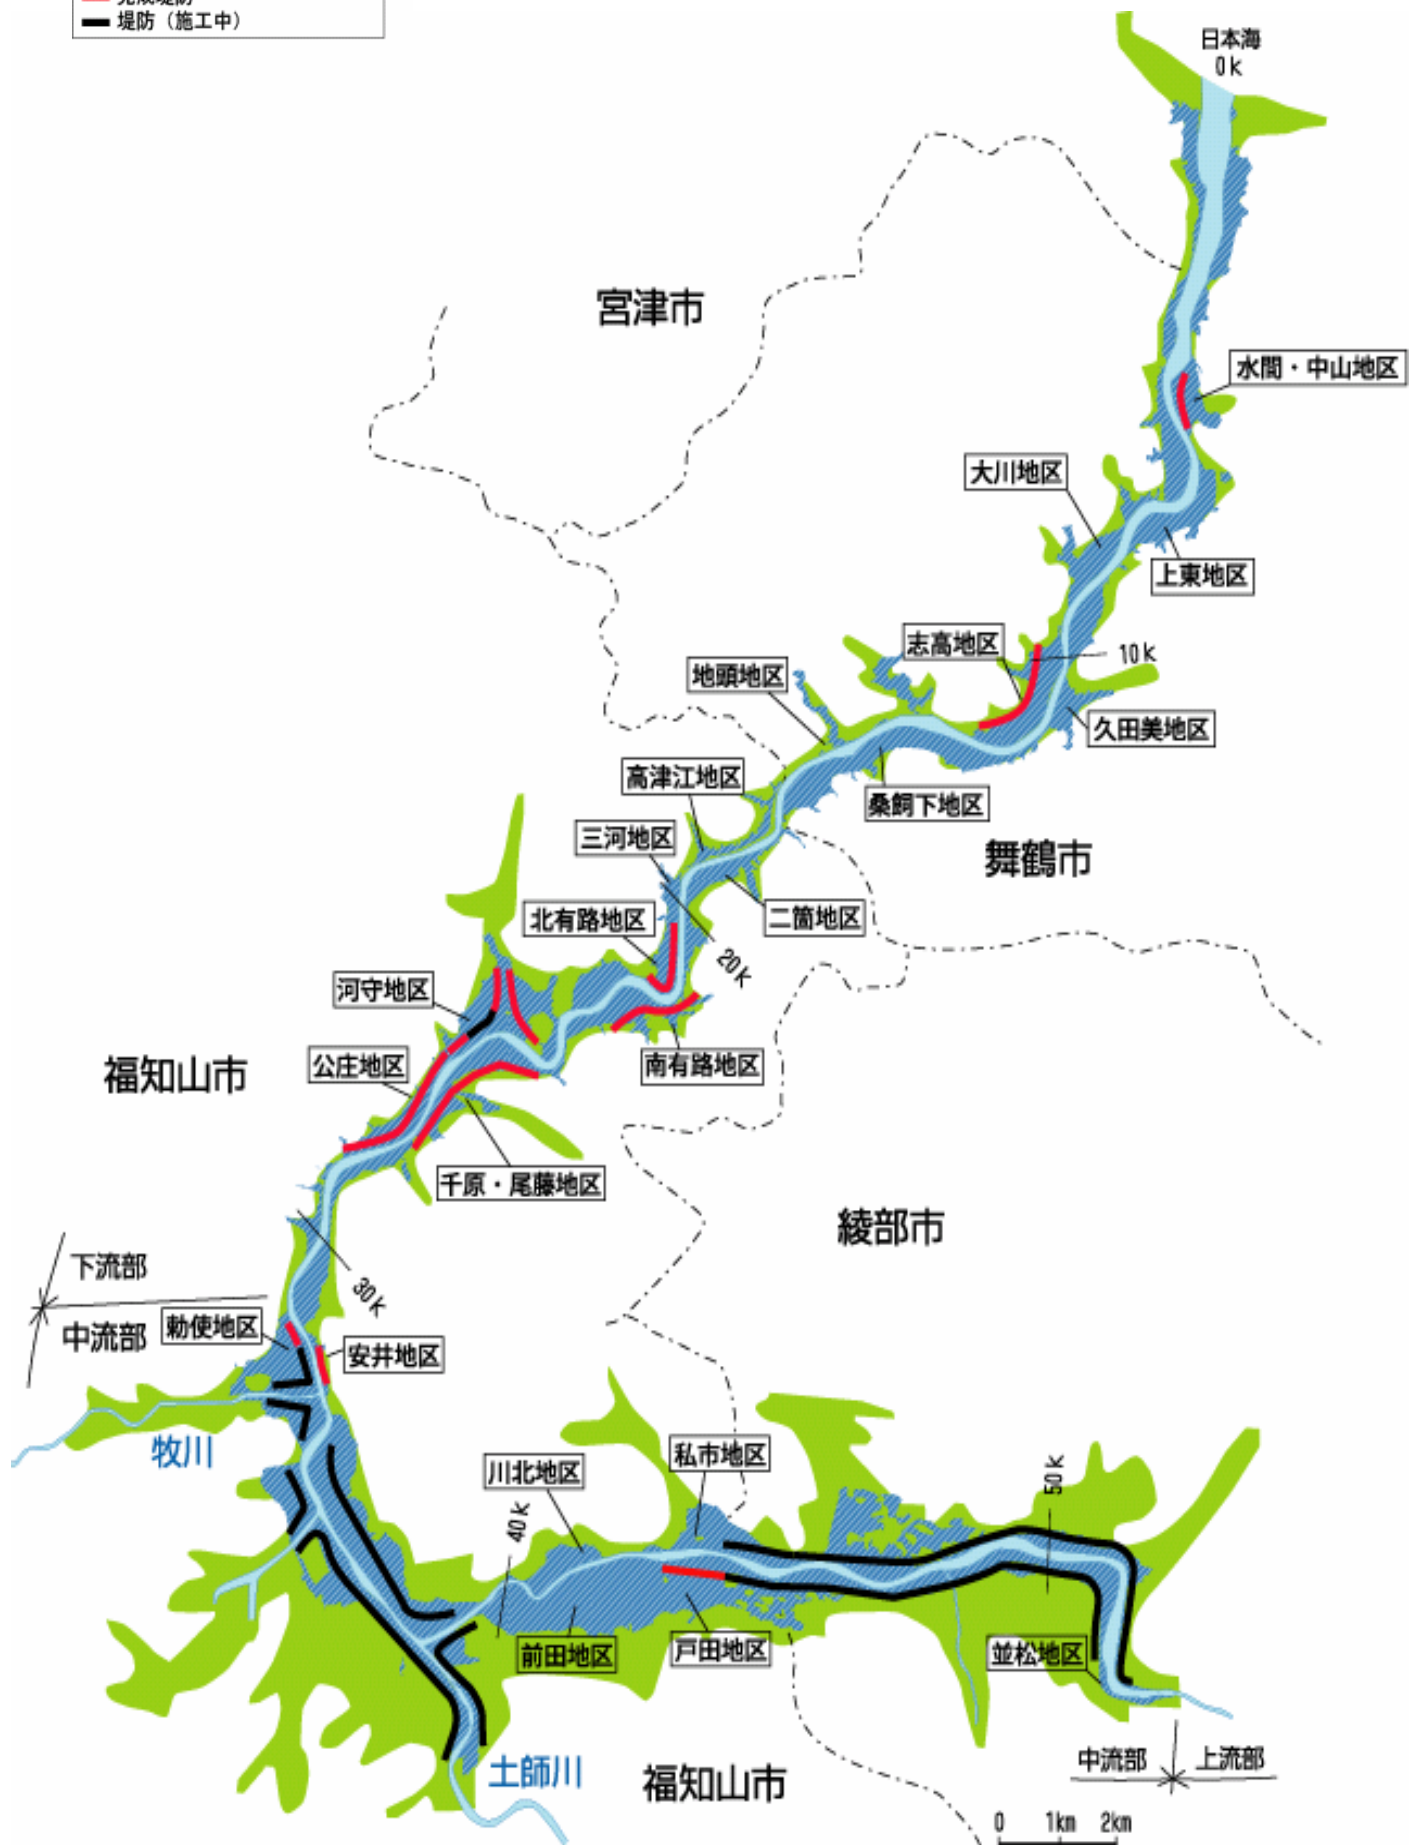 完成堤防
堤防（施工中）
日本海
0k
宮津市
水間・中山地区
大川地区
上東地区
志高地区
10k
地頭地区
久田美地区
高津江地区
桑飼下地区
三河地区
舞鶴市
二箇地区
北有路地区
20k
河守地区
福知山市
公庄地区
南有路地区
千原・尾藤地区
綾部市
下流部
30k
中流部
勅使地区
安井地区
牧川
川北地区
私市地区
40k
50k
前田地区
戸田地区
並松地区
土師川
福知山市
中流部
上流部
0 1km 2km